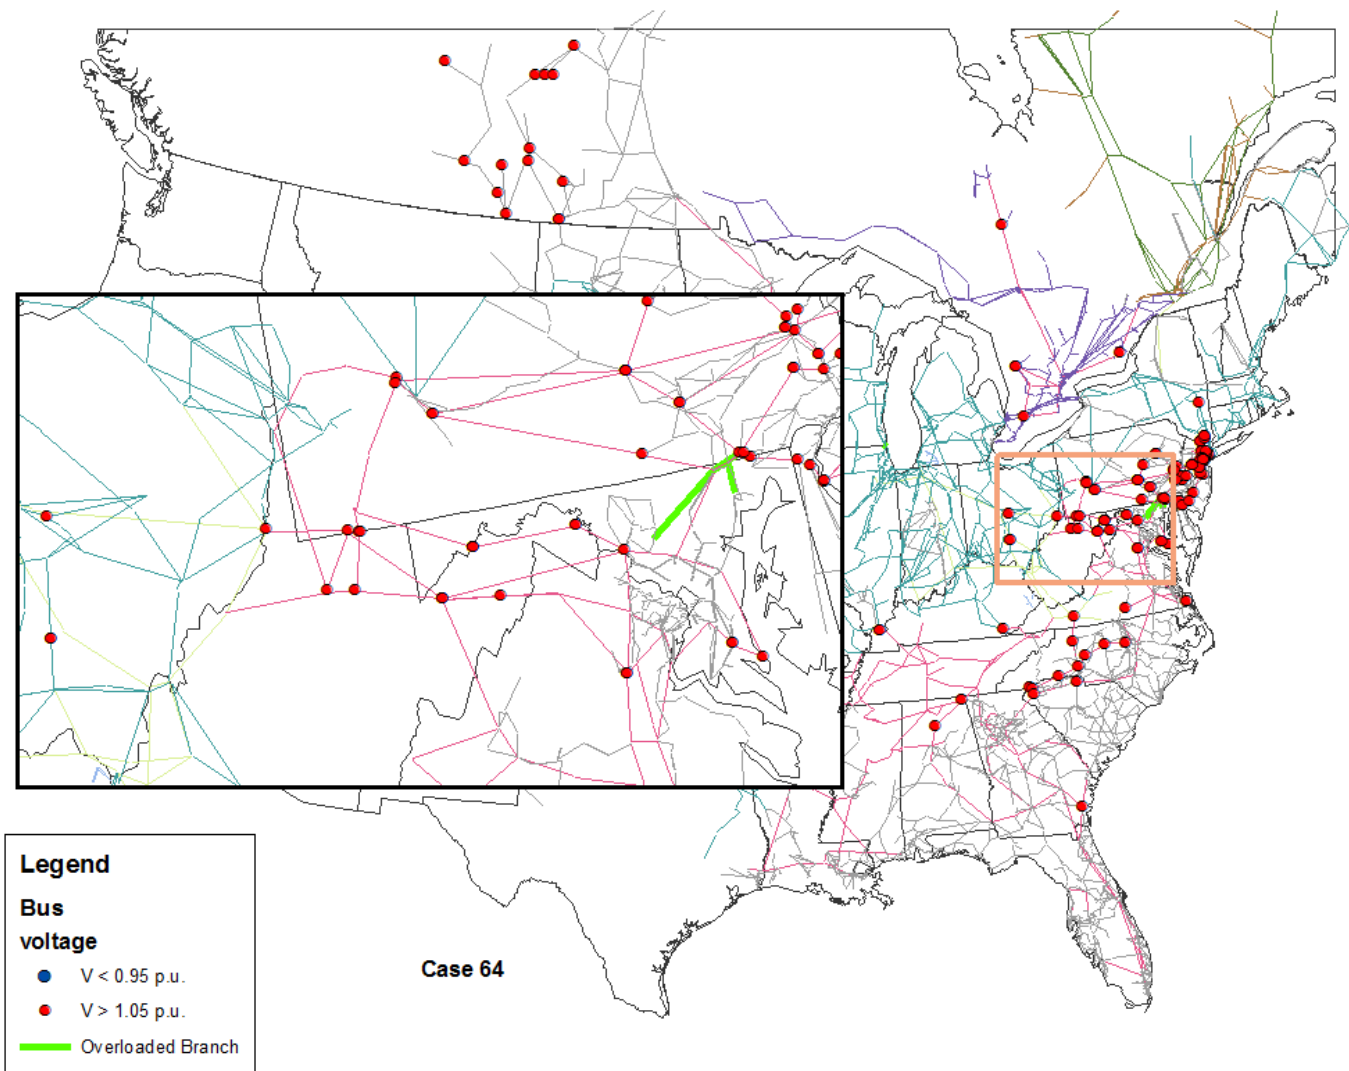 Case 64
Legend
Bus
voltage
V < 0.95 p.u.
V > 1.05 p.u.
Overloaded Branch